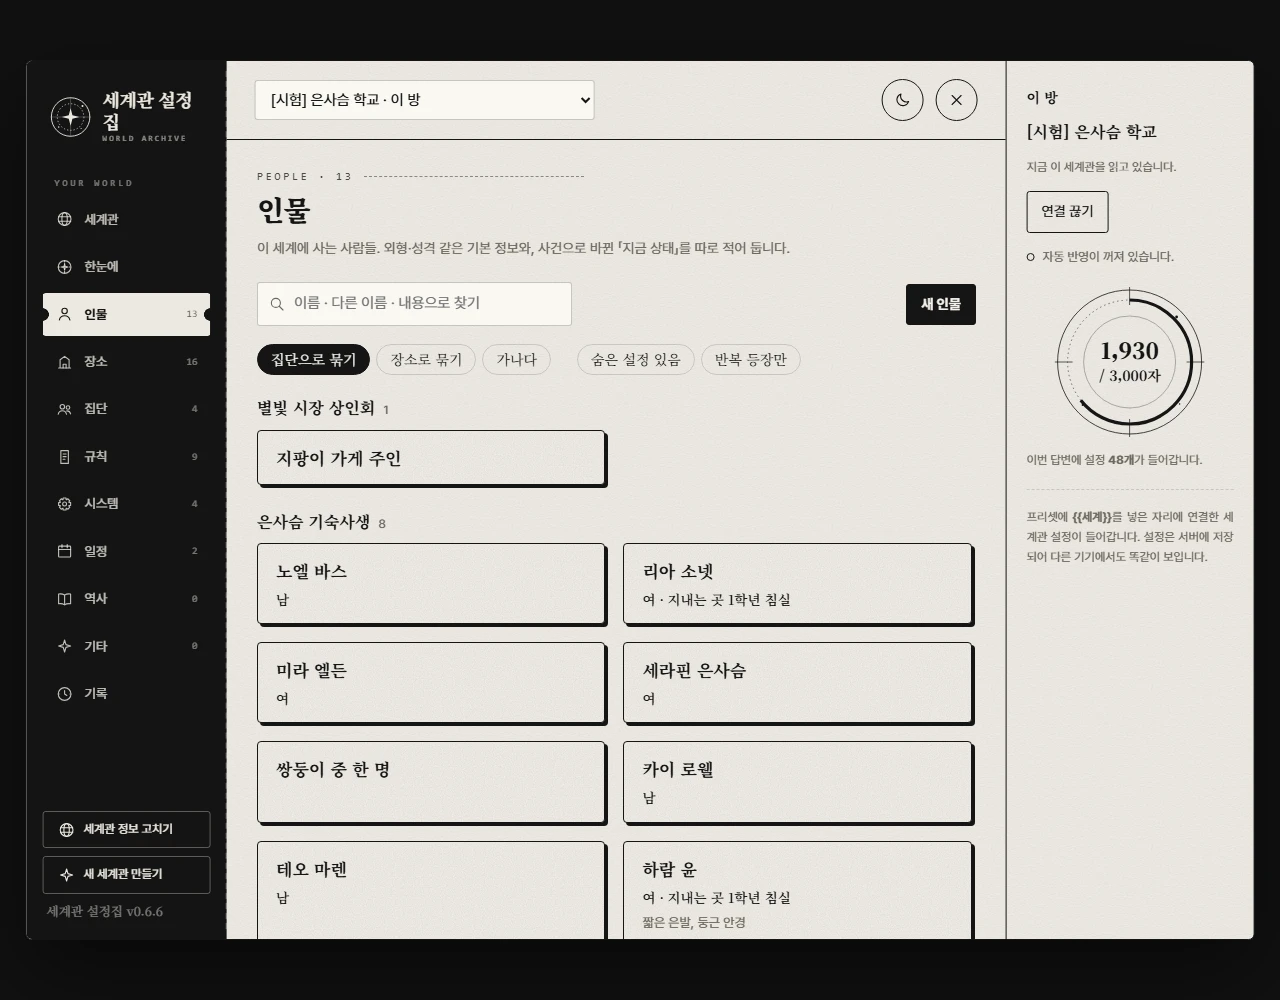 세계관 설정
집
WORLD ARCHIVE
YOUR WORLD
세계관
한눈에
인물 13
장소 16
집단 4
규칙 9
시스템 4
일정 2
역사 0
기타 0
기록
세계관 정보 고치기
새 세계관 만들기
세계관 설정집 v0.6.6
[시험] 은사슴 학교 · 이 방
PEOPLE · 13
인물
이 세계에 사는 사람들. 외형·성격 같은 기본 정보와, 사건으로 바뀐 「지금 상태」를 따로 적어 둡니다.
이름 · 다른 이름 · 내용으로 찾기
새 인물
집단으로 묶기 장소로 묶기 가나다 숨은 설정 있음 반복 등장만
별빛 시장 상인회 1
지팡이 가게 주인
은사슴 기숙사생 8
노엘 바스
남
리아 소넷
여 · 지내는 곳 1학년 침실
미라 엘든
여
세라핀 은사슴
여
쌍둥이 중 한 명
카이 로웰
남
테오 마렌
남
하람 윤
여 · 지내는 곳 1학년 침실
짧은 은발, 둥근 안경
이 방
[시험] 은사슴 학교
지금 이 세계관을 읽고 있습니다.
연결 끊기
자동 반영이 꺼져 있습니다.
1,930
/ 3,000자
이번 답변에 설정 48개가 들어갑니다.
프리셋에 {{세계}}를 넣은 자리에 연결한 세
계관 설정이 들어갑니다. 설정은 서버에 저장
되어 다른 기기에서도 똑같이 보입니다.